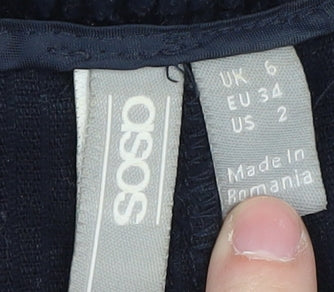 asos
UK 6
EU 34
US 2
Made in
Romania